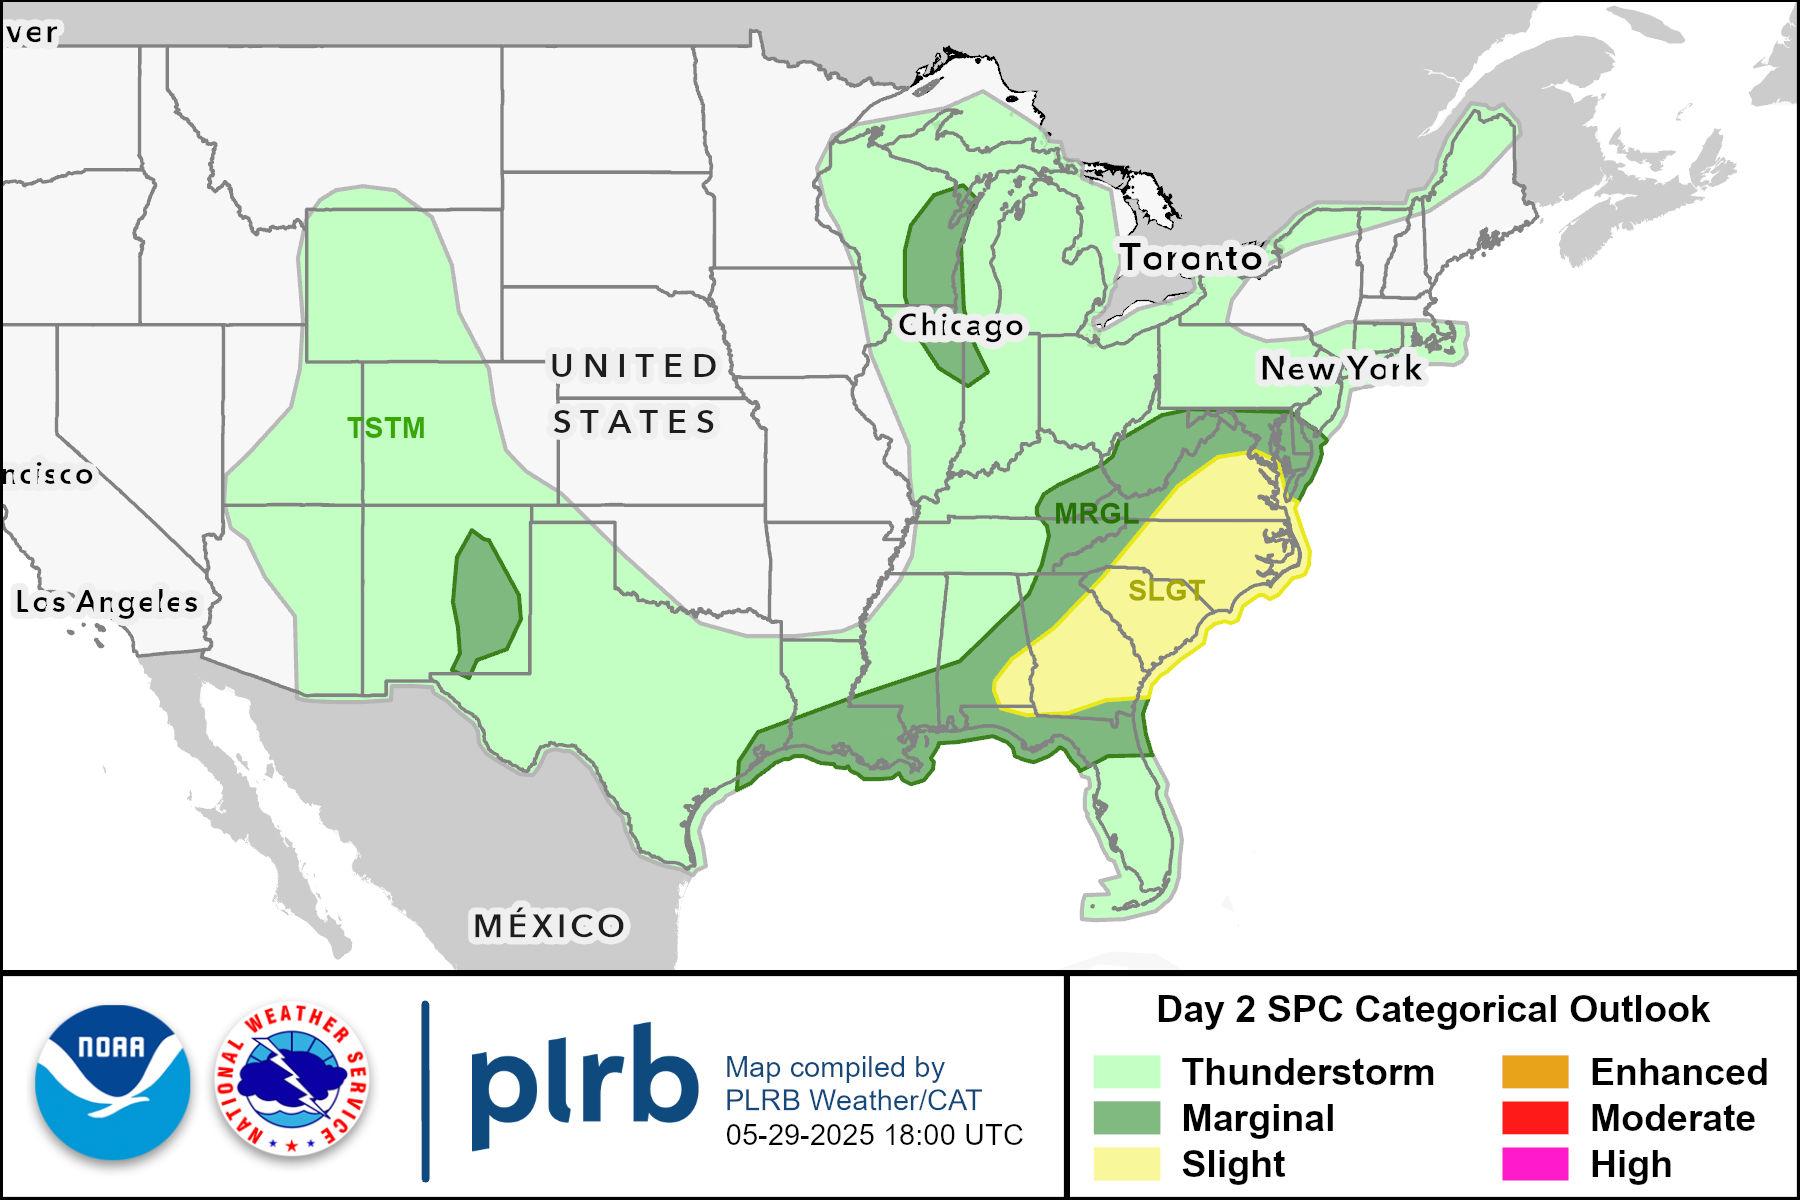 ver
Toronto
Chicago
UNITED
STATES
New York
TSTM
ncisco
MRGL
SLGT
Los Angeles
MÉXICO
NOAA
NATIONAL WEATHER SERVICE
plrb
Map compiled by
PLRB Weather/CAT
05-29-2025 18:00 UTC
Day 2 SPC Categorical Outlook
Thunderstorm
Enhanced
Marginal
Moderate
Slight
High